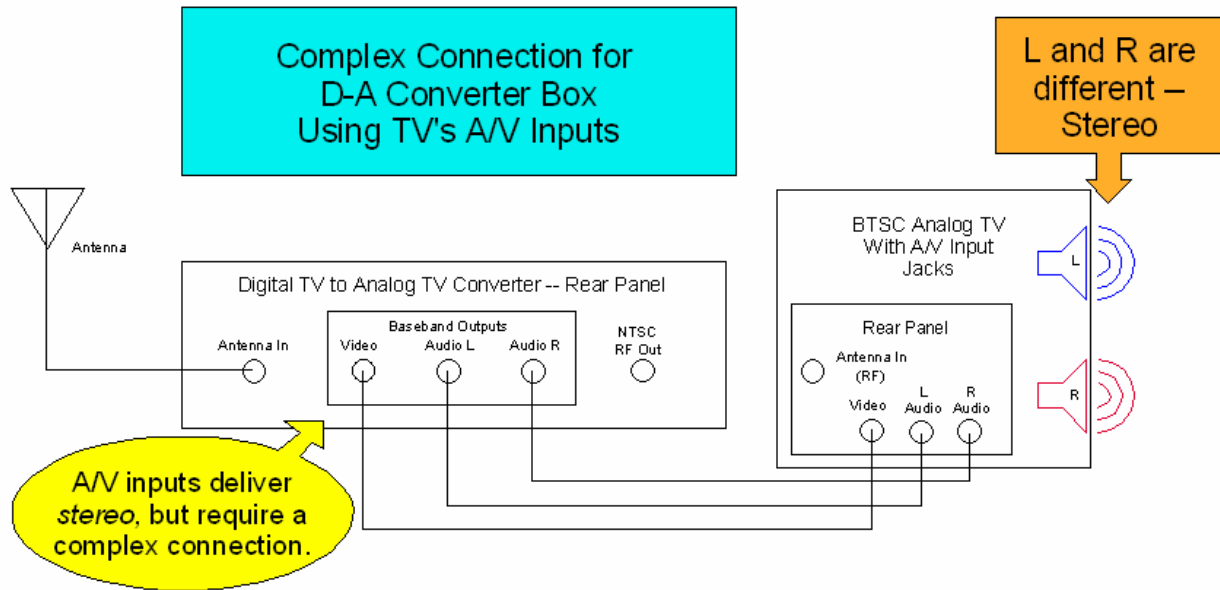 Complex Connection for
D-A Converter Box
Using TV's A/V Inputs
L and R are
different –
Stereo
Antenna
Digital TV to Analog TV Converter -- Rear Panel
Antenna In
Baseband Outputs
Video
Audio L
Audio R
NTSC
RF Out
BTSC Analog TV
With A/V Input
Jacks
L
R
Rear Panel
Antenna In
(RF)
Video
L
Audio
R
Audio
A/V inputs deliver
stereo, but require a
complex connection.